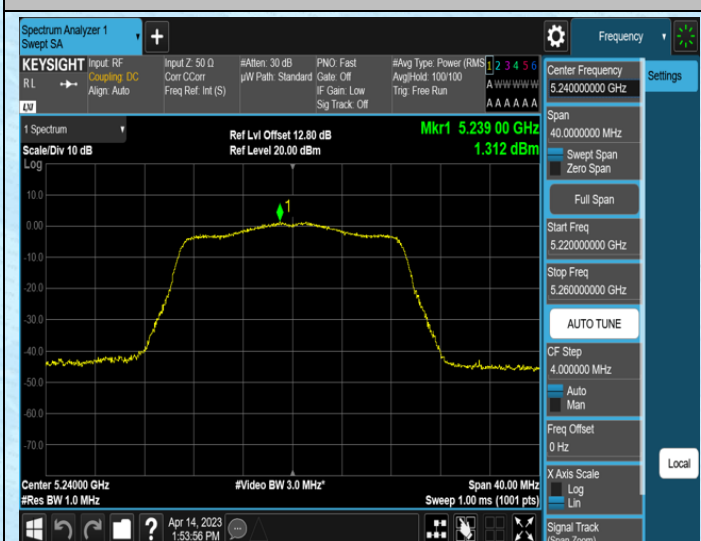 Spectrum Analyzer 1
Swept SA
Frequency
KEYSIGHT
R L
Input: RF
Coupling: DC
Align: Auto
Input Z: 50 Ω
Corr CCorr
Freq Ref: Int (S)
#Atten: 30 dB
µW Path: Standard
PNO: Fast
Gate: Off
IF Gain: Low
Sig Track: Off
#Avg Type: Power (RMS
Avg|Hold: 100/100
Trig: Free Run
1 2 3 4 5 6
A W W W W W
A A A A A A
1 Spectrum
Scale/Div 10 dB
Ref Lvl Offset 12.80 dB
Ref Level 20.00 dBm
Mkr1 5.239 00 GHz
1.312 dBm
Log
10.0
0.00
-10.0
-20.0
-30.0
-40.0
-50.0
-60.0
-70.0
1
Center 5.24000 GHz
#Res BW 1.0 MHz
#Video BW 3.0 MHz*
Span 40.00 MHz
Sweep 1.00 ms (1001 pts)
Center Frequency
5.240000000 GHz
Settings
Span
40.0000000 MHz
Swept Span
Zero Span
Full Span
Start Freq
5.220000000 GHz
Stop Freq
5.260000000 GHz
AUTO TUNE
CF Step
4.000000 MHz
Auto
Man
Freq Offset
0 Hz
X Axis Scale
Log
Lin
Local
Signal Track
(Span Zoom)
?
Apr 14, 2023
1:53:56 PM